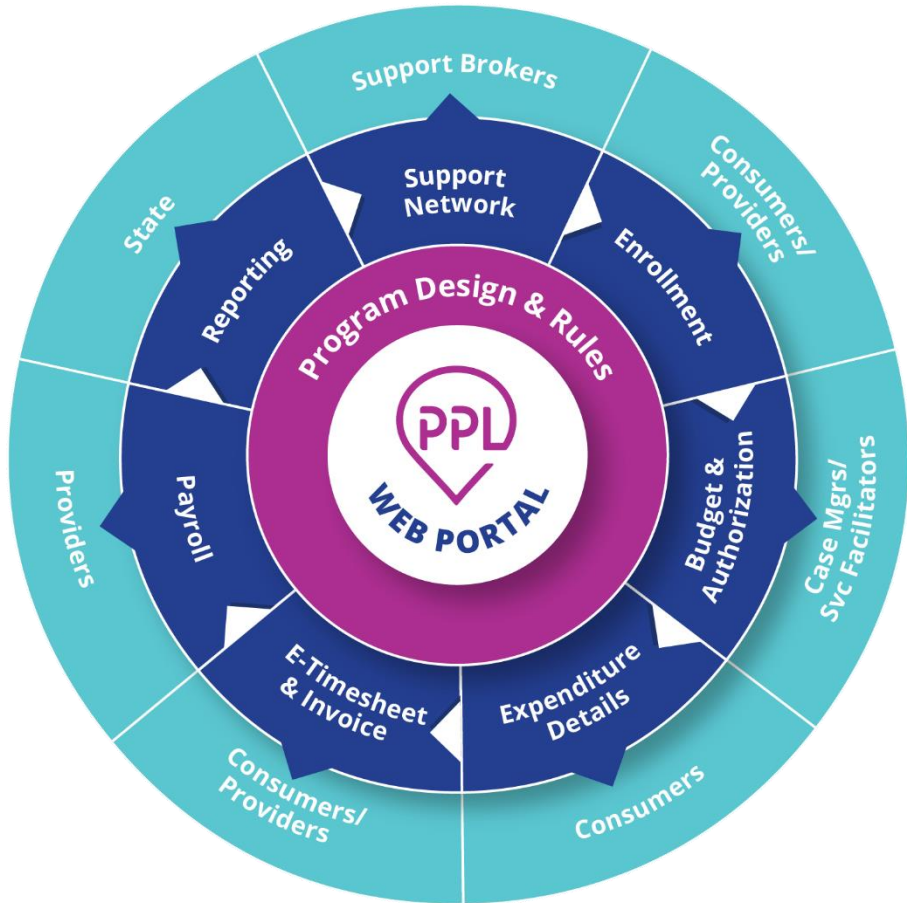 Support Brokers
Consumers/
Providers
Case Mgrs/
Svc Facilitators
Consumers
Consumers/
Providers
Providers
State
Support
Network
Enrollment
Budget &
Authorization
Expenditure
Details
E-Timesheet
& Invoice
Payroll
Reporting
Program Design & Rules
PPL
WEB PORTAL